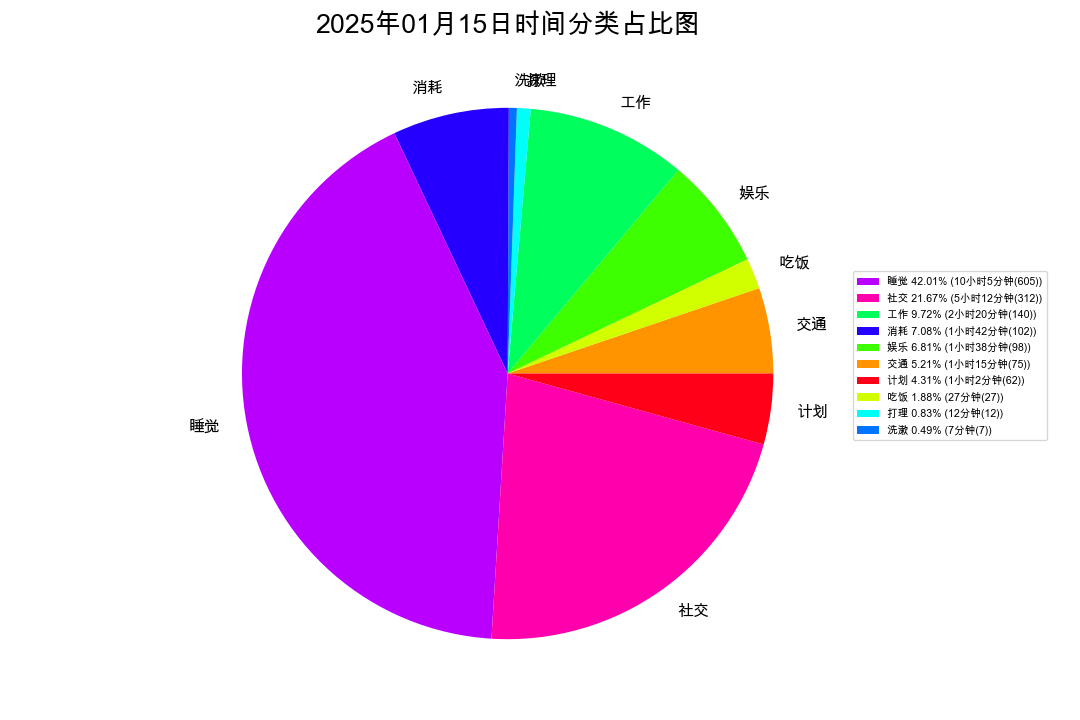 2025年01月15日时间分类占比图
洗漱
打理
消耗
工作
娱乐
吃饭
交通
计划
睡觉
社交
睡觉 42.01% (10小时5分钟(605))
社交 21.67% (5小时12分钟(312))
工作 9.72% (2小时20分钟(140))
消耗 7.08% (1小时42分钟(102))
娱乐 6.81% (1小时38分钟(98))
交通 5.21% (1小时15分钟(75))
计划 4.31% (1小时2分钟(62))
吃饭 1.88% (27分钟(27))
打理 0.83% (12分钟(12))
洗漱 0.49% (7分钟(7))